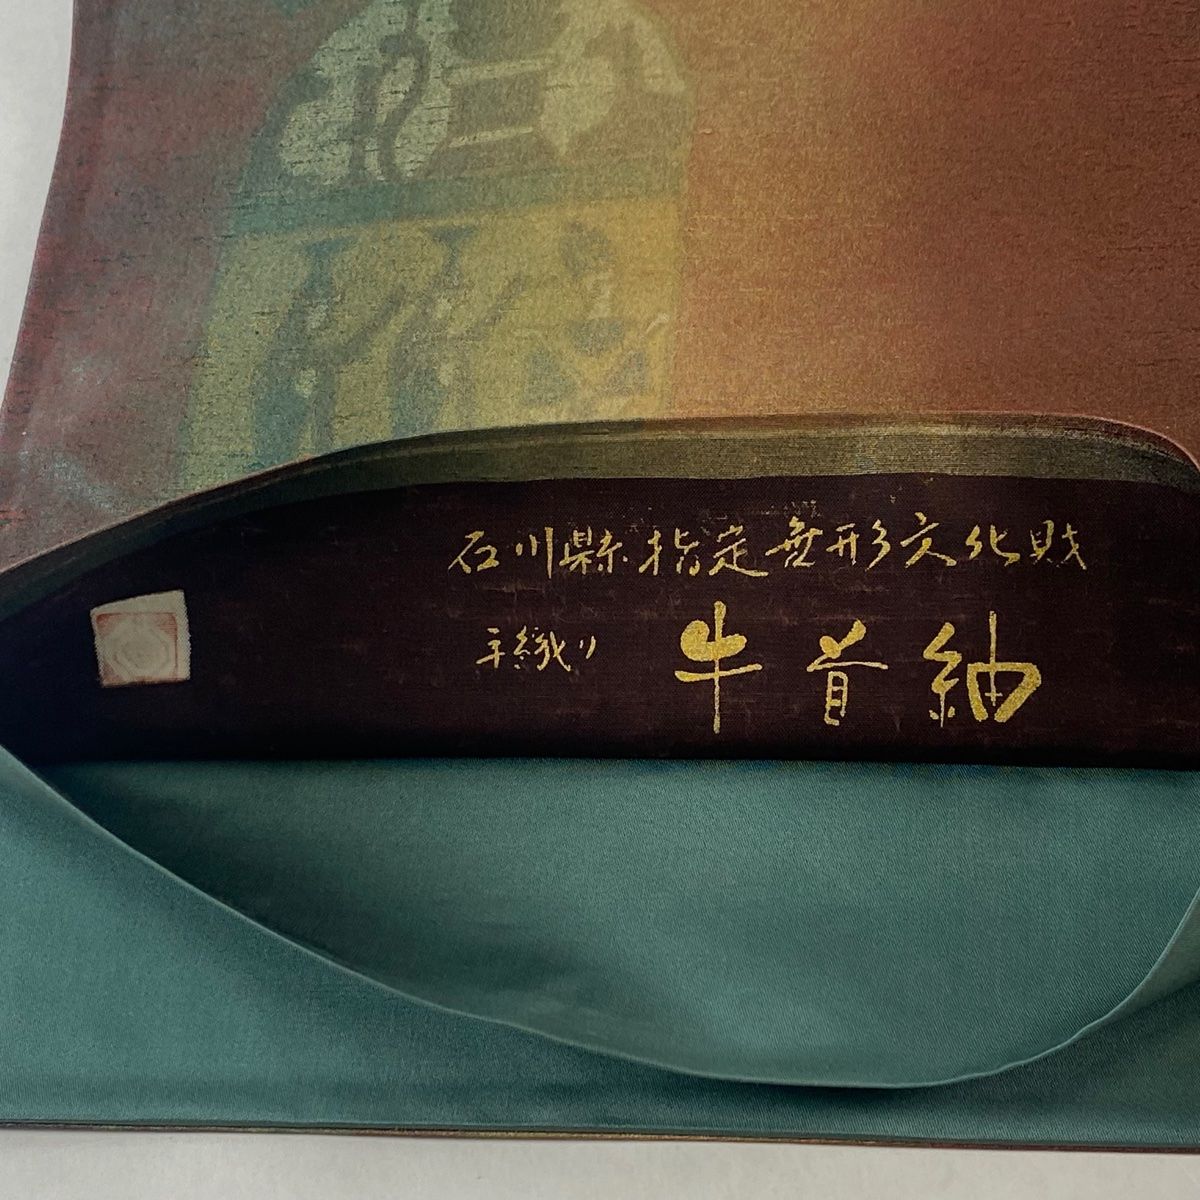 石川縣指定無形文化財
手織り 牛首紬